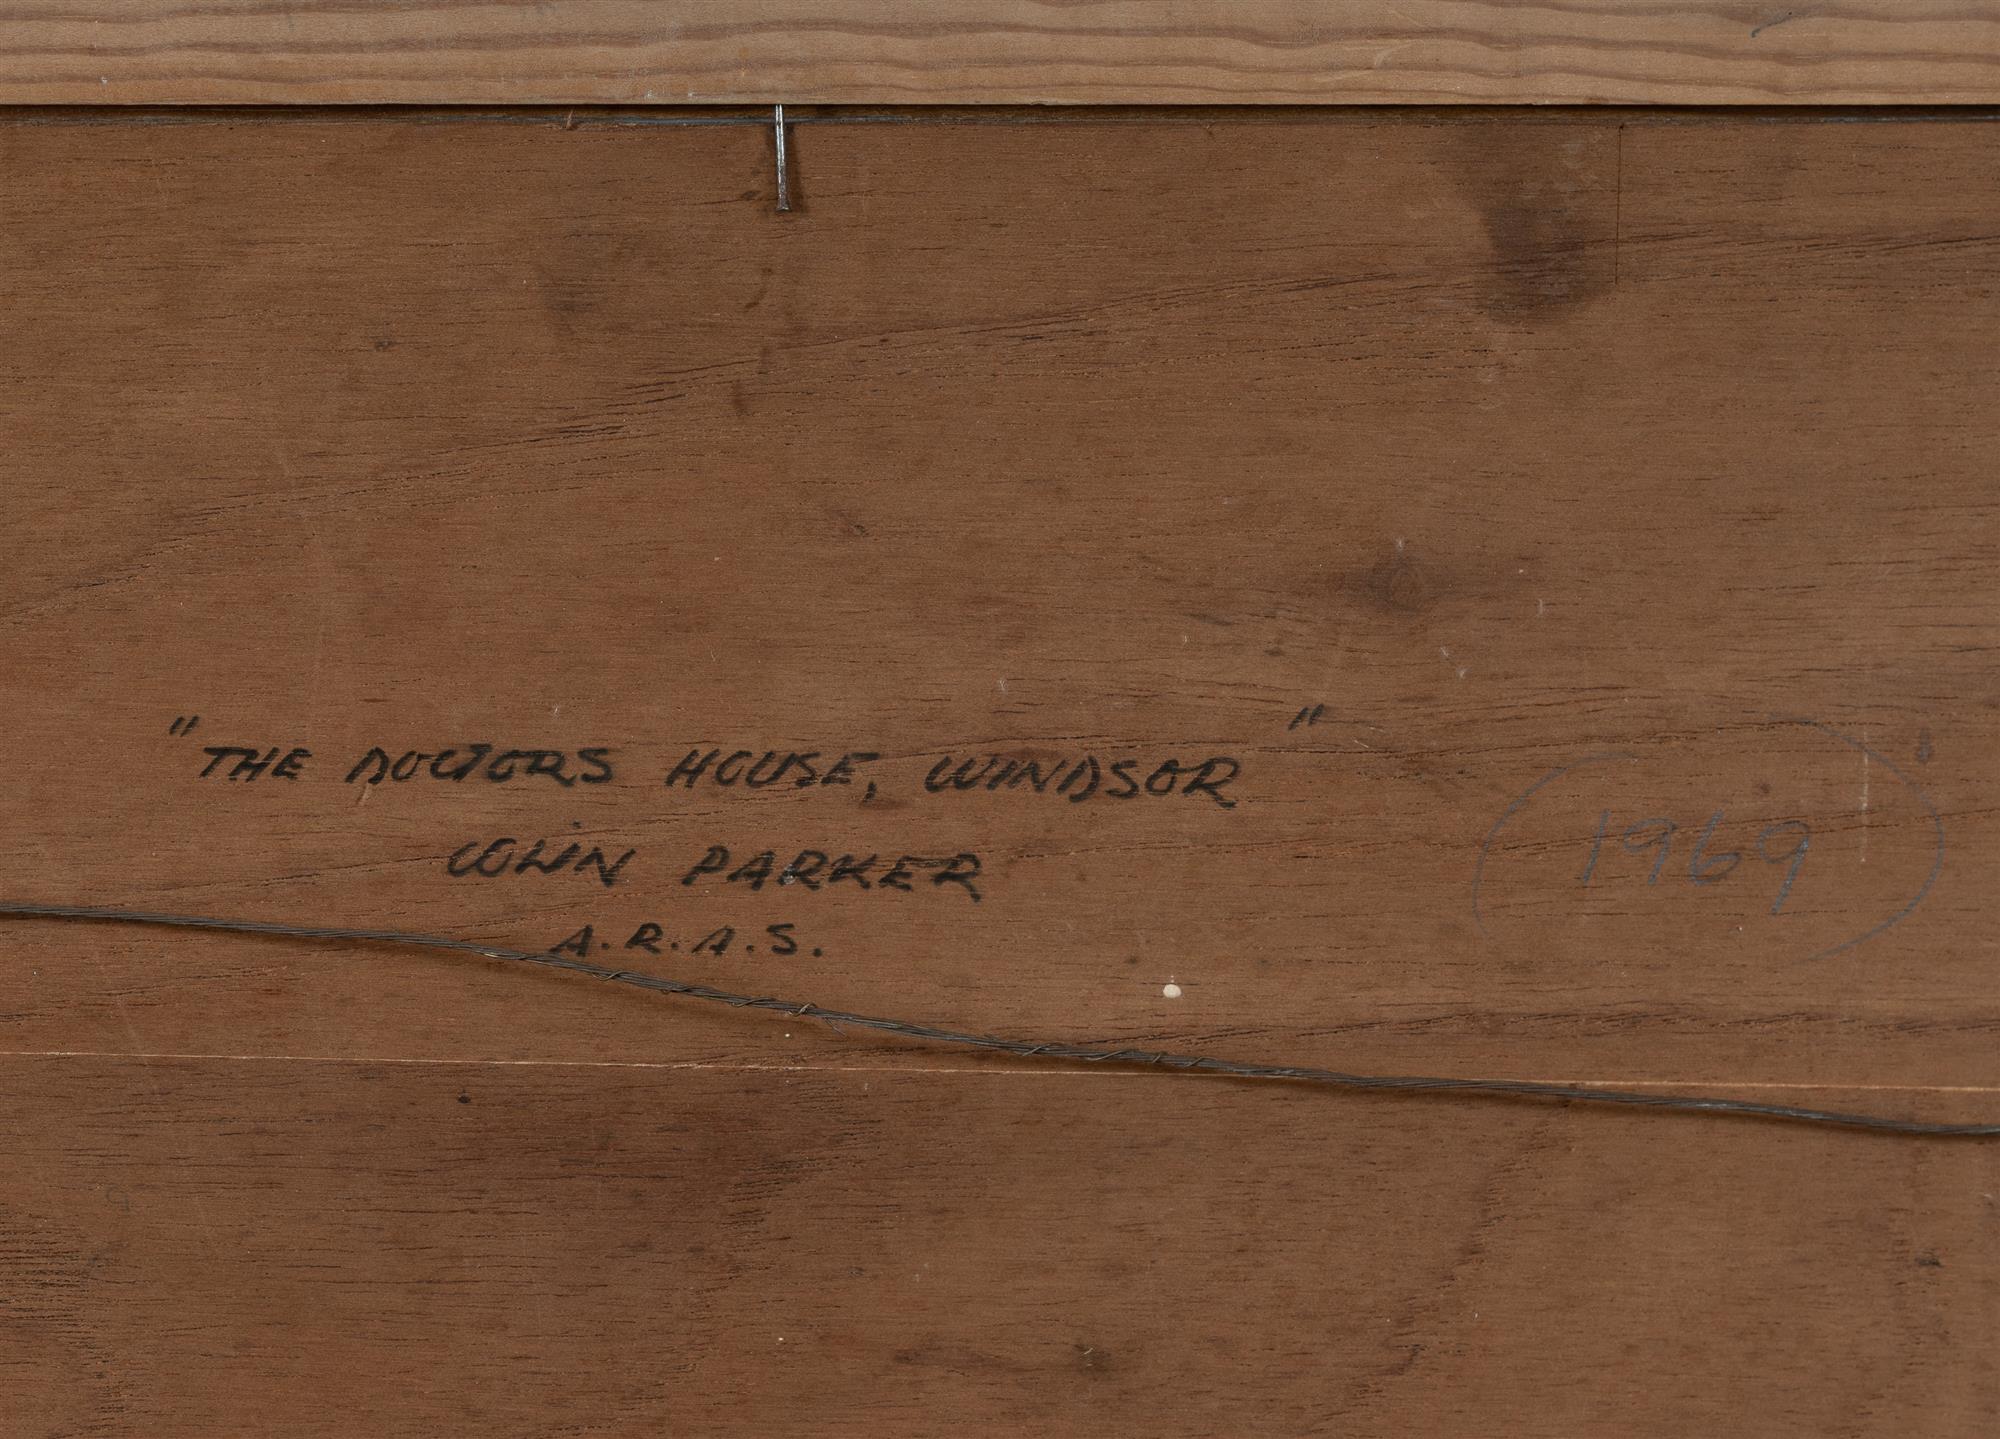 "THE DOCTORS HOUSE, WINDSOR"
COLIN PARKER
A.R.A.S.
1969